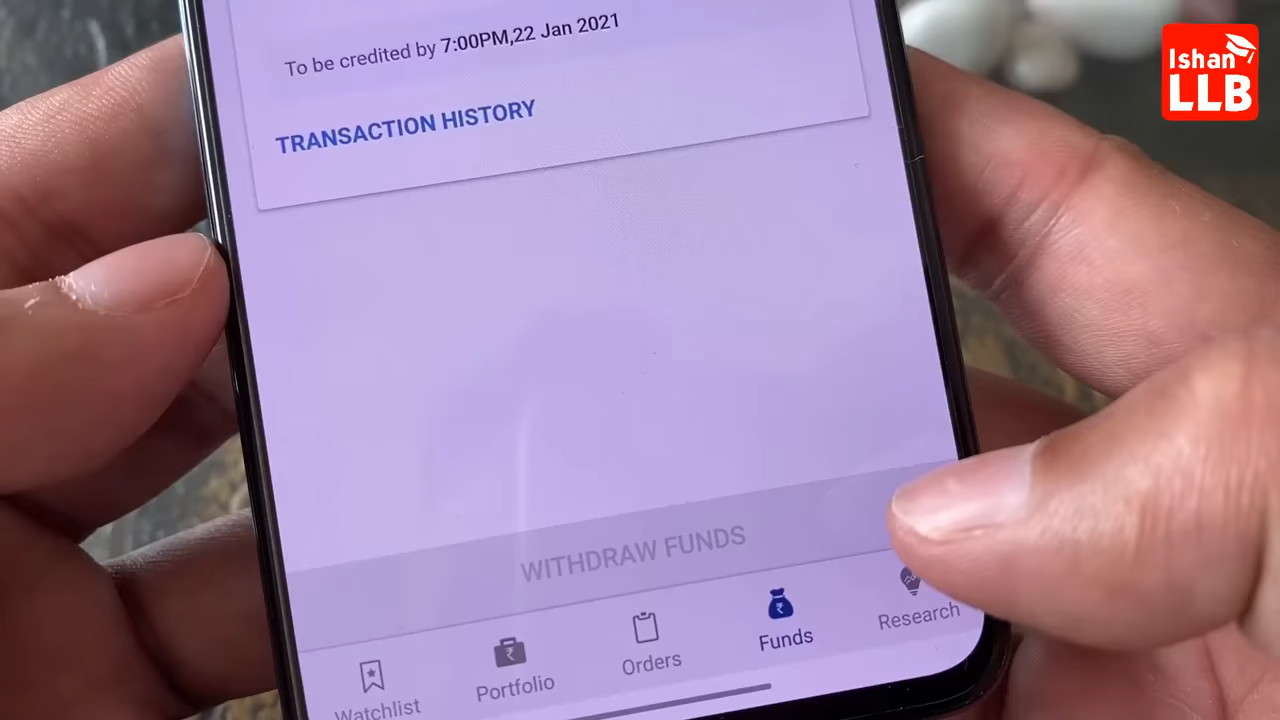 To be credited by 7:00PM,22 Jan 2021
TRANSACTION HISTORY
WITHDRAW FUNDS
Watchlist
Portfolio
Orders
Funds
Research
Ishan
LLB